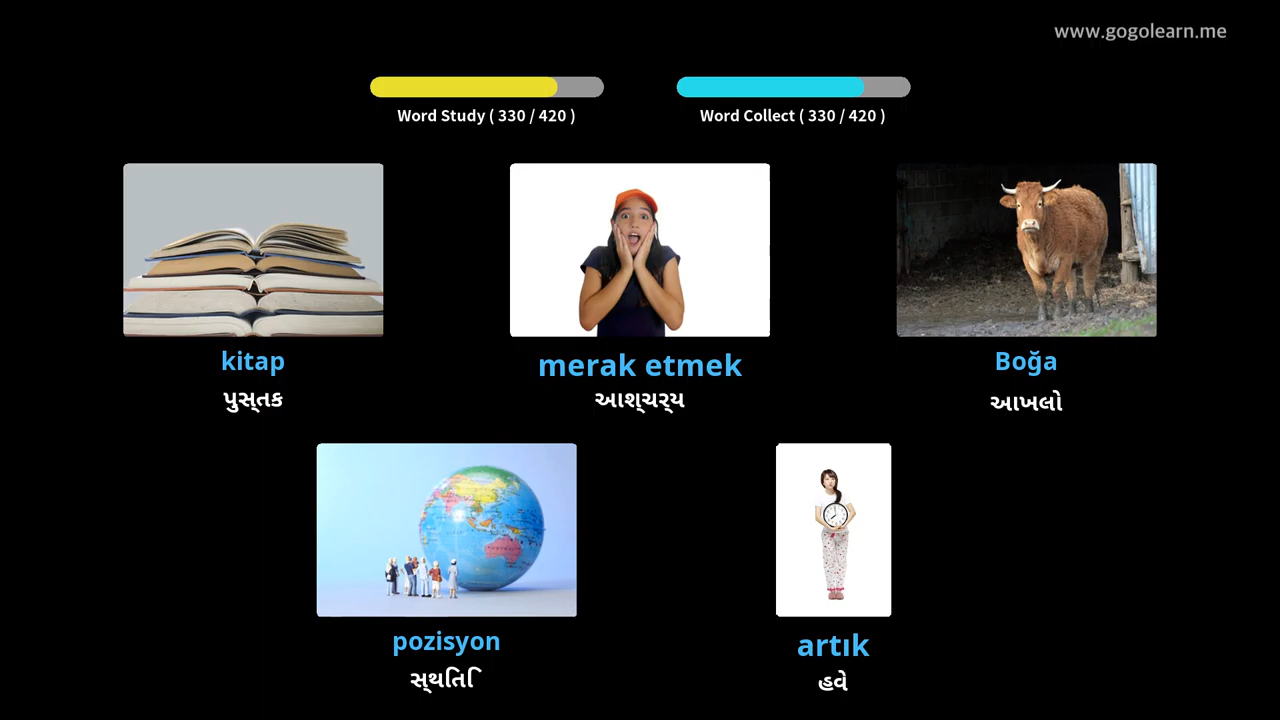 www.gogolearn.me
Word Study ( 330 / 420 )
Word Collect ( 330 / 420 )
kitap
પુસ્તક
merak etmek
આશ્ચર્ય
Boğa
આખલો
pozisyon
સ્થિતિ
artık
હવે